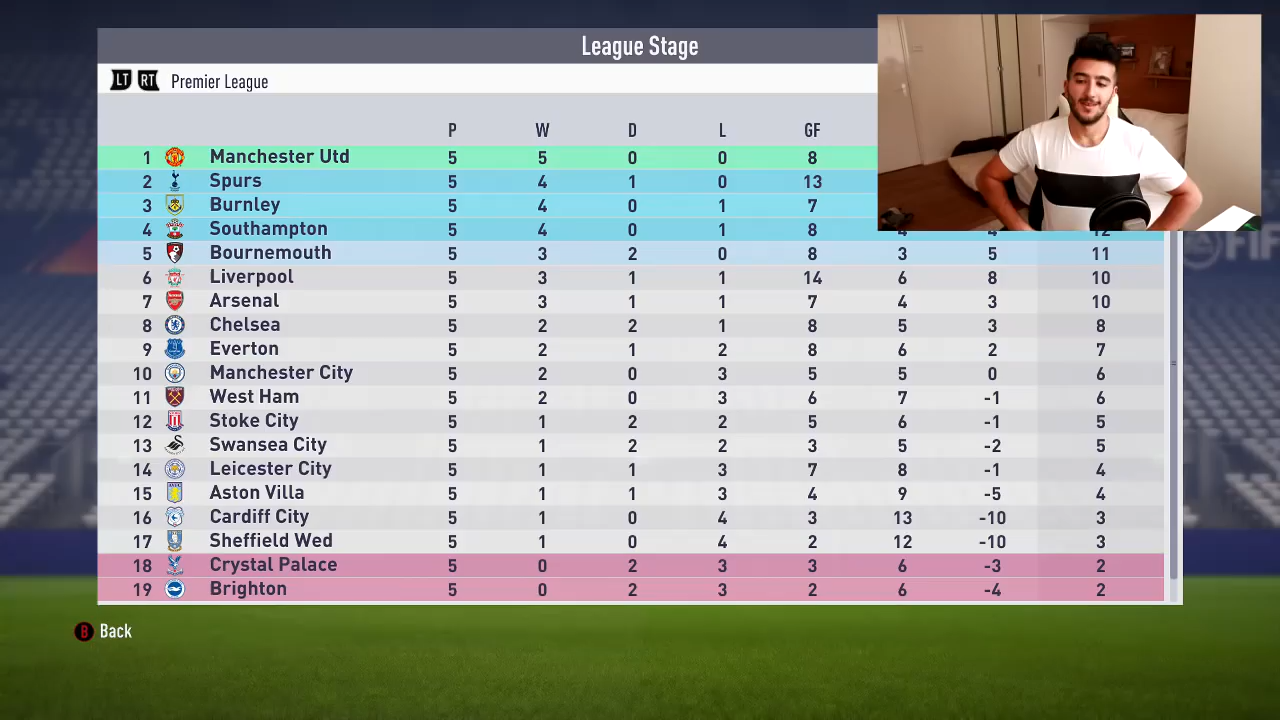 League Stage
LT RT Premier League
P W D L GF
1 Manchester Utd 5 5 0 0 8
2 Spurs 5 4 1 0 13
3 Burnley 5 4 0 1 7
4 Southampton 5 4 0 1 8 4 4 12
5 Bournemouth 5 3 2 0 8 3 5 11
6 Liverpool 5 3 1 1 14 6 8 10
7 Arsenal 5 3 1 1 7 4 3 10
8 Chelsea 5 2 2 1 8 5 3 8
9 Everton 5 2 1 2 8 6 2 7
10 Manchester City 5 2 0 3 5 5 0 6
11 West Ham 5 2 0 3 6 7 -1 6
12 Stoke City 5 1 2 2 5 6 -1 5
13 Swansea City 5 1 2 2 3 5 -2 5
14 Leicester City 5 1 1 3 7 8 -1 4
15 Aston Villa 5 1 1 3 4 9 -5 4
16 Cardiff City 5 1 0 4 3 13 -10 3
17 Sheffield Wed 5 1 0 4 2 12 -10 3
18 Crystal Palace 5 0 2 3 3 6 -3 2
19 Brighton 5 0 2 3 2 6 -4 2
B Back
FIF